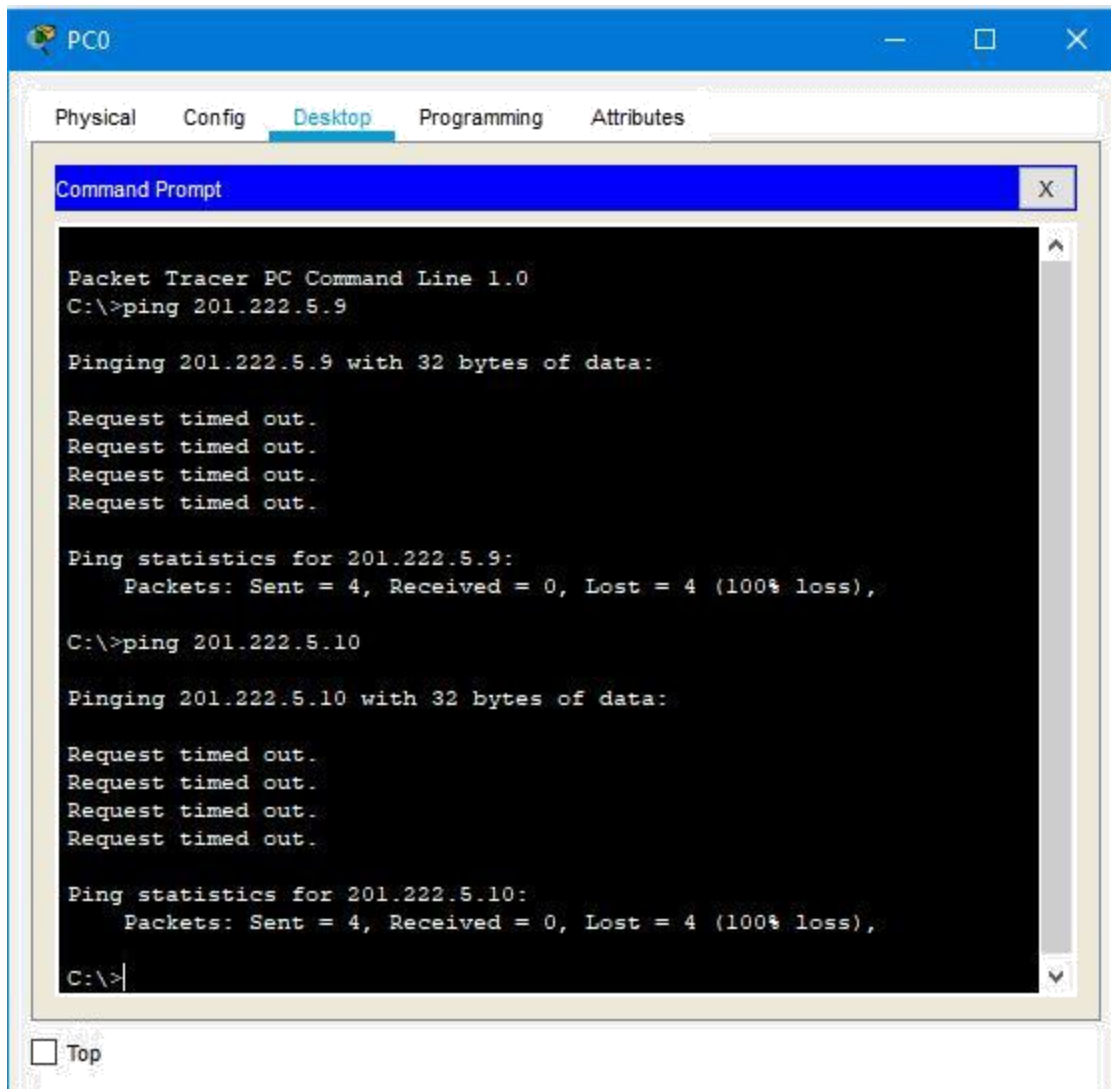 PC0
Physical Config Desktop Programming Attributes
Command Prompt
X
Packet Tracer PC Command Line 1.0
C:\>ping 201.222.5.9
Pinging 201.222.5.9 with 32 bytes of data:
Request timed out.
Request timed out.
Request timed out.
Request timed out.
Ping statistics for 201.222.5.9:
Packets: Sent = 4, Received = 0, Lost = 4 (100% loss),
C:\>ping 201.222.5.10
Pinging 201.222.5.10 with 32 bytes of data:
Request timed out.
Request timed out.
Request timed out.
Request timed out.
Ping statistics for 201.222.5.10:
Packets: Sent = 4, Received = 0, Lost = 4 (100% loss),
C:\>
Top